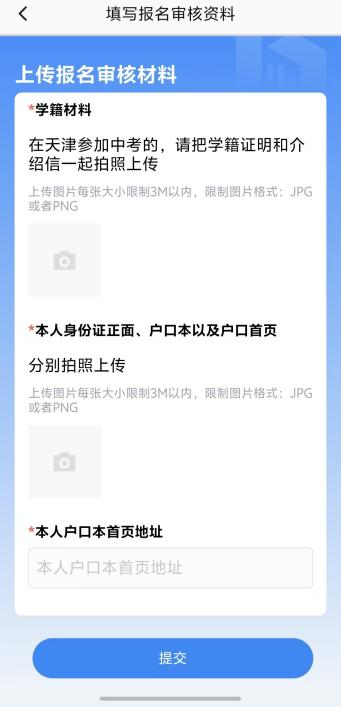 填写报名审核资料
上传报名审核材料
*学籍材料
在天津参加中考的，请把学籍证明和介
绍信一起拍照上传
上传图片每张大小限制3M以内，限制图片格式：JPG
或者PNG
*本人身份证正面、户口本以及户口首页
分别拍照上传
上传图片每张大小限制3M以内，限制图片格式：JPG
或者PNG
*本人户口本首页地址
本人户口本首页地址
提交